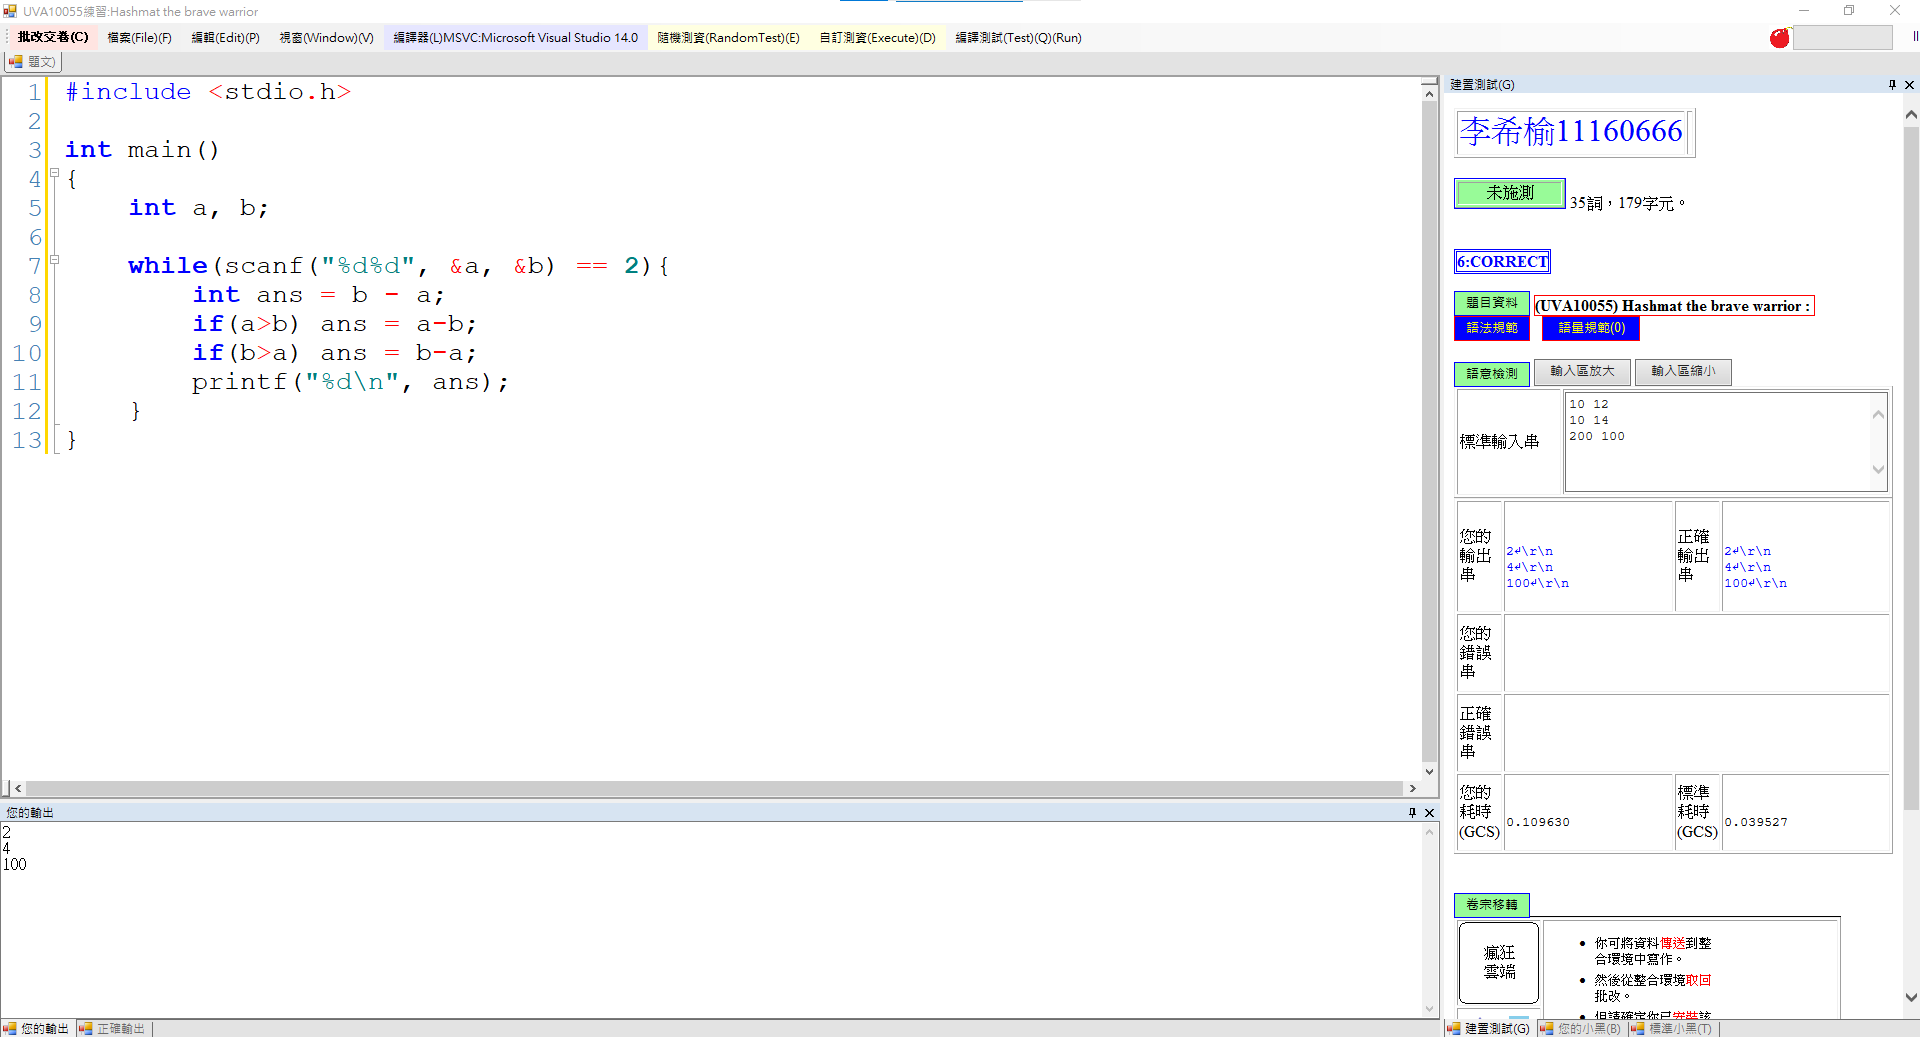 UVA10055練習:Hashmat the brave warrior
批改交卷(C) 檔案(File)(F) 編輯(Edit)(P) 視窗(Window)(V) 編譯器(L)MSVC:Microsoft Visual Studio 14.0 隨機測資(RandomTest)(E) 自訂測資(Execute)(D) 編譯測試(Test)(Q)(Run)
題文)
1 #include <stdio.h>
2
3 int main()
4 {
5 int a, b;
6
7 while(scanf("%d%d", &a, &b) == 2){
8 int ans = b - a;
9 if(a>b) ans = a-b;
10 if(b>a) ans = b-a;
11 printf("%d\n", ans);
12 }
13 }
您的輸出
2
4
100
您的輸出 正確輸出
建置測試(G)
李希榆11160666
未施測 35詞，179字元。
6:CORRECT
題目資料 (UVA10055) Hashmat the brave warrior :
語法規範 語量規範(0)
語意檢測 輸入區放大 輸入區縮小
標準輸入串
10 12
10 14
200 100
您的
輸出
串
2↲\r\n
4↲\r\n
100↲\r\n
正確
輸出
串
2↲\r\n
4↲\r\n
100↲\r\n
您的
錯誤
串
正確
錯誤
串
您的
耗時
(GCS)
0.109630
標準
耗時
(GCS)
0.039527
卷宗移轉
瘋狂
雲端
• 你可將資料傳送到整
合環境中寫作。
• 然後從整合環境取回
批改。
• 但請確定你已安裝該
建置測試(G) 您的小黑(B) 標準小黑(T)